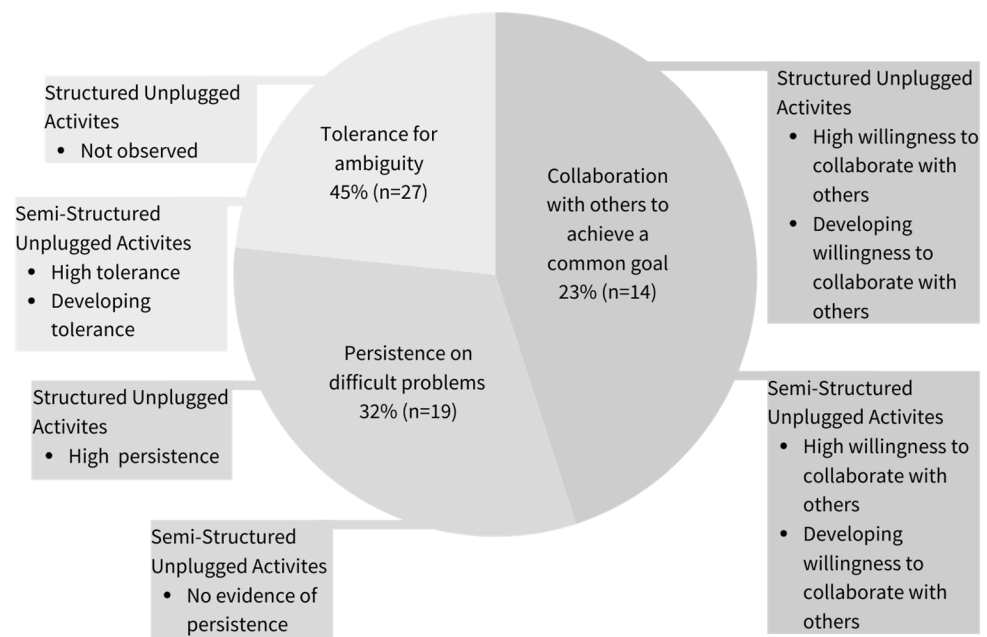 Structured Unplugged
Activites
• Not observed
Semi-Structured
Unplugged Activites
• High tolerance
• Developing
tolerance
Structured Unplugged
Activites
• High persistence
Semi-Structured
Unplugged Activites
• No evidence of
persistence
Tolerance for
ambiguity
45% (n=27)
Persistence on
difficult problems
32% (n=19)
Collaboration
with others to
achieve a
common goal
23% (n=14)
Structured Unplugged
Activites
• High willingness to
collaborate with
others
• Developing
willingness to
collaborate with
others
Semi-Structured
Unplugged Activites
• High willingness to
collaborate with
others
• Developing
willingness to
collaborate with
others